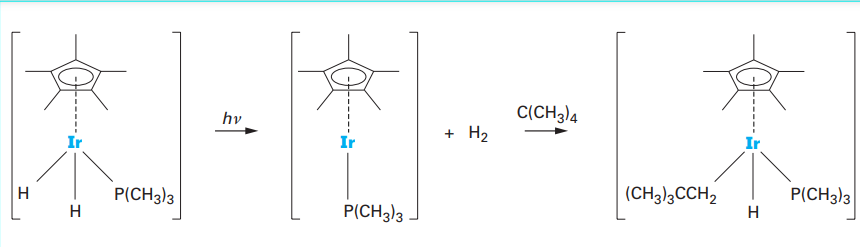 Ir
H
H
P(CH3)3
hν
Ir
P(CH3)3
+ H2
C(CH3)4
Ir
(CH3)3CCH2
H
P(CH3)3